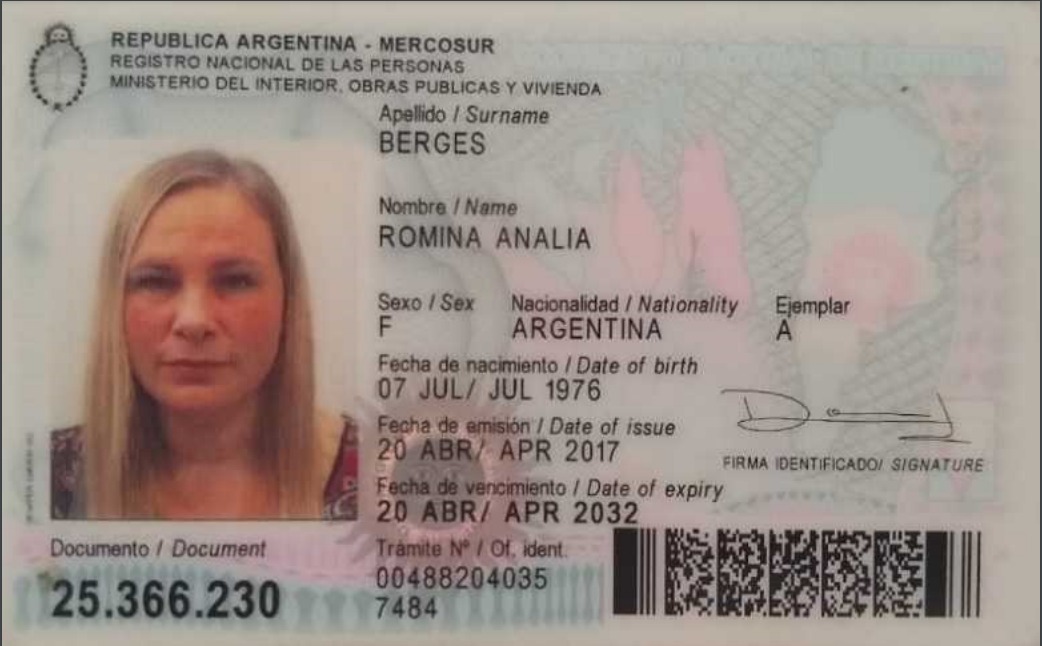 REPUBLICA ARGENTINA - MERCOSUR
REGISTRO NACIONAL DE LAS PERSONAS
MINISTERIO DEL INTERIOR, OBRAS PUBLICAS Y VIVIENDA
Apellido / Surname
BERGES
Nombre / Name
ROMINA ANALIA
Sexo / Sex Nacionalidad / Nationality Ejemplar
F ARGENTINA A
Fecha de nacimiento / Date of birth
07 JUL/ JUL 1976
Fecha de emisión / Date of issue
20 ABR/ APR 2017
FIRMA IDENTIFICADO/ SIGNATURE
Fecha de vencimiento / Date of expiry
20 ABR/ APR 2032
Documento / Document
25.366.230
Trámite Nº / Of. ident.
00488204035
7484